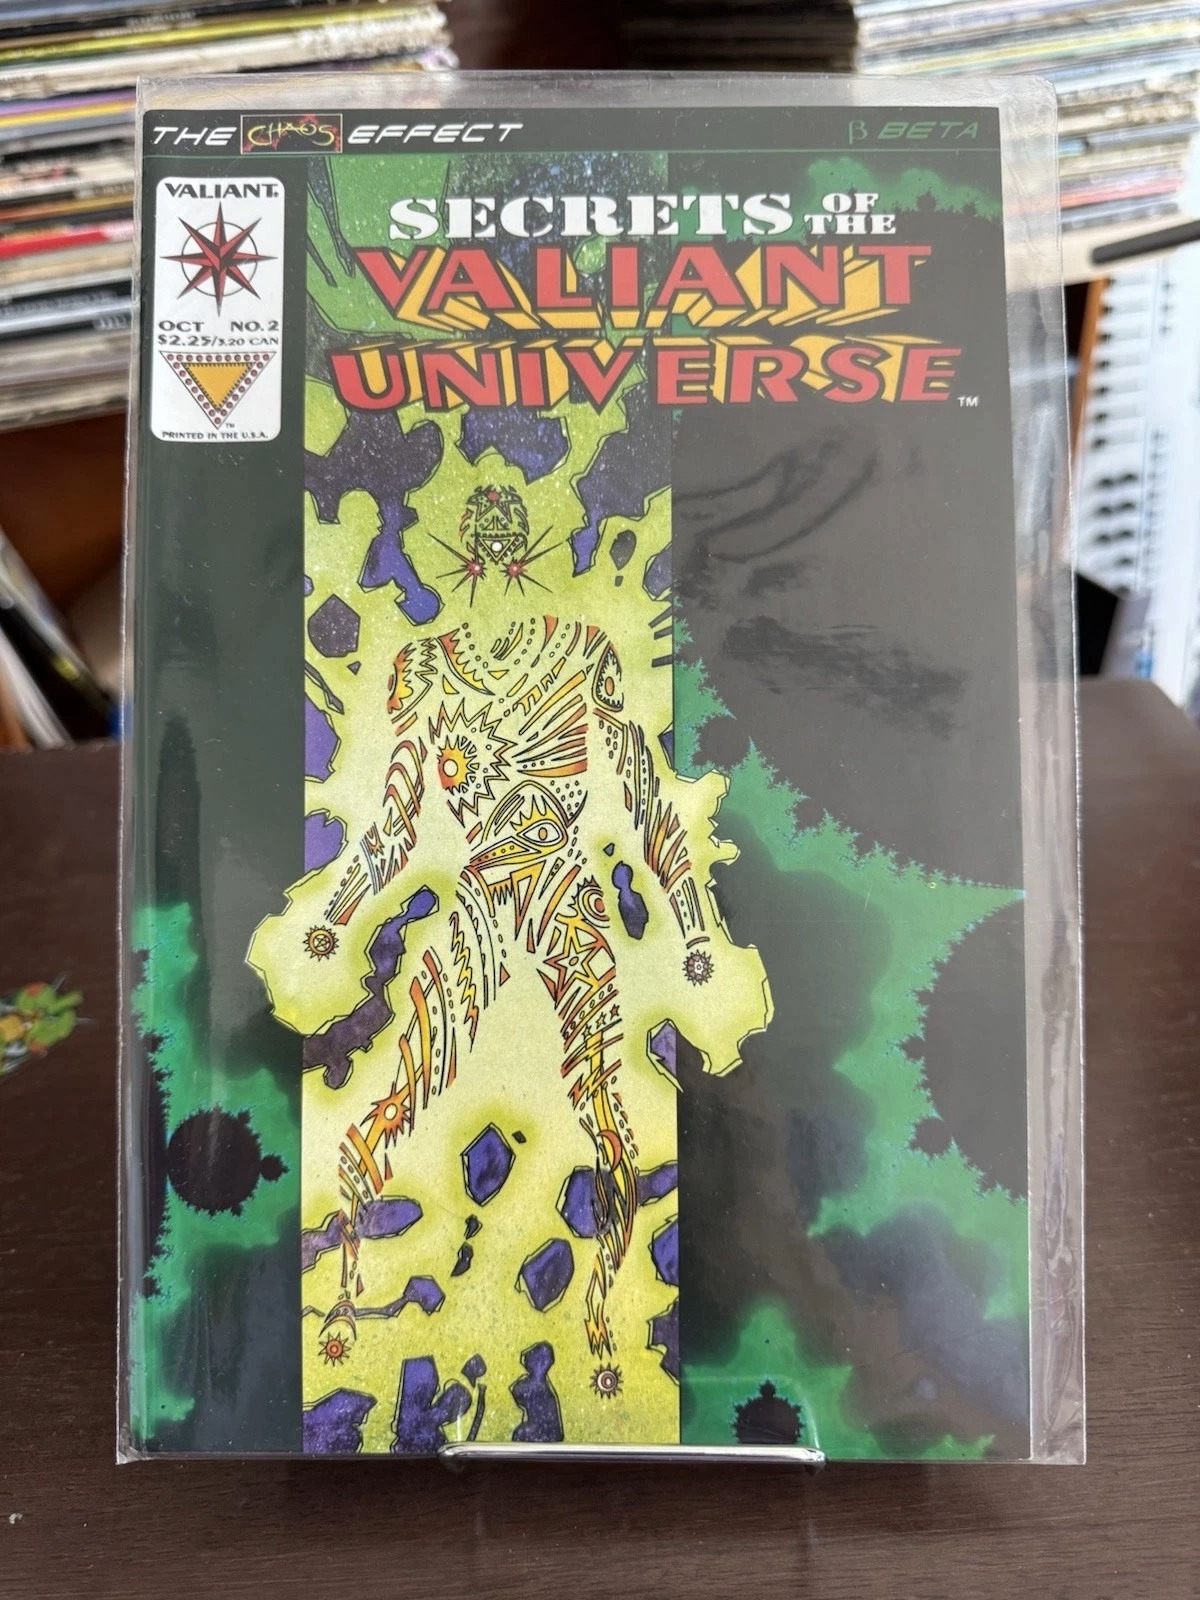 THE CHAOS EFFECT
β BETA
VALIANT.
OCT NO. 2
$2.25/3.20 CAN
TM
PRINTED IN THE U.S.A.
SECRETS OF THE
VALIANT
UNIVERSE TM